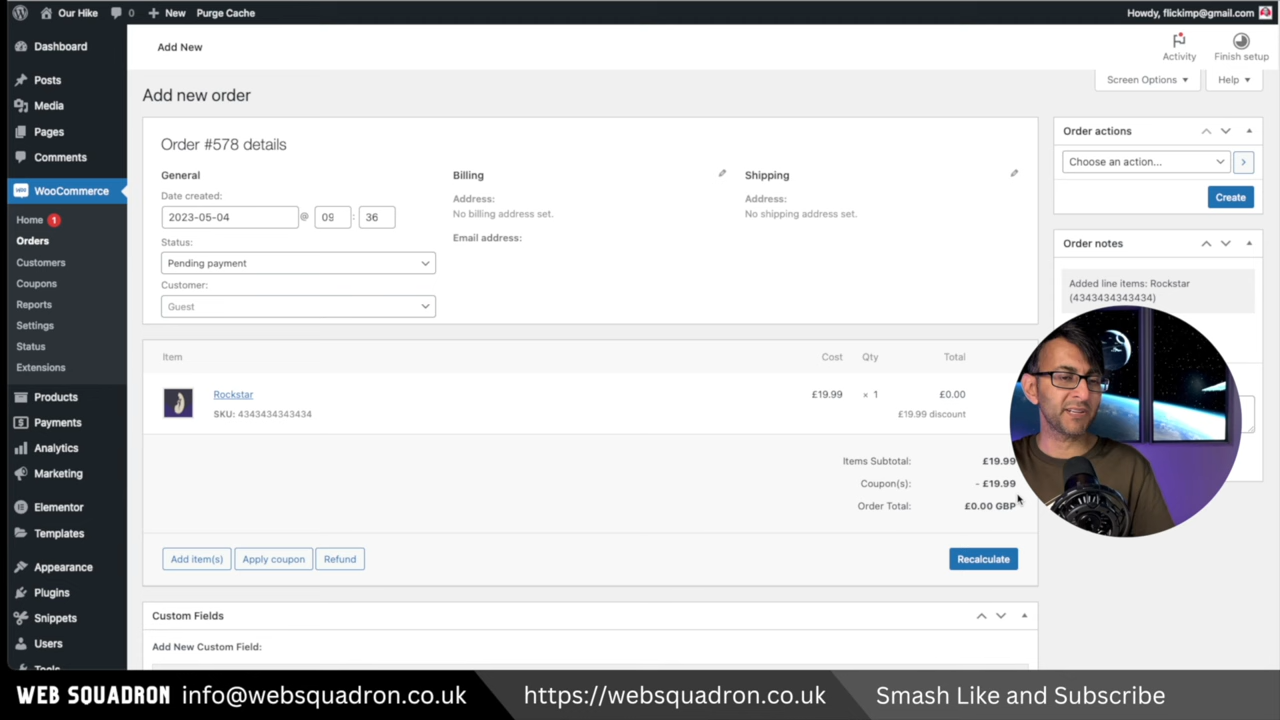 Our Hike
0
New
Purge Cache
Howdy, flickimp@gmail.com
Dashboard
Posts
Media
Pages
Comments
WooCommerce
Home 1
Orders
Customers
Coupons
Reports
Settings
Status
Extensions
Products
Payments
Analytics
Marketing
Elementor
Templates
Appearance
Plugins
Snippets
Users
Tools
Add New
Activity
Finish setup
Screen Options
Help
Add new order
Order #578 details
General
Date created:
2023-05-04 @ 09 : 36
Status:
Pending payment
Customer:
Guest
Billing
Address:
No billing address set.
Email address:
Shipping
Address:
No shipping address set.
Item Cost Qty Total
Rockstar £19.99 × 1 £0.00
SKU: 4343434343434 £19.99 discount
Items Subtotal: £19.99
Coupon(s): - £19.99
Order Total: £0.00 GBP
Add item(s) Apply coupon Refund Recalculate
Custom Fields
Add New Custom Field:
Order actions
Choose an action...
Create
Order notes
Added line items: Rockstar
(4343434343434)
WEB SQUADRON info@websquadron.co.uk https://websquadron.co.uk Smash Like and Subscribe